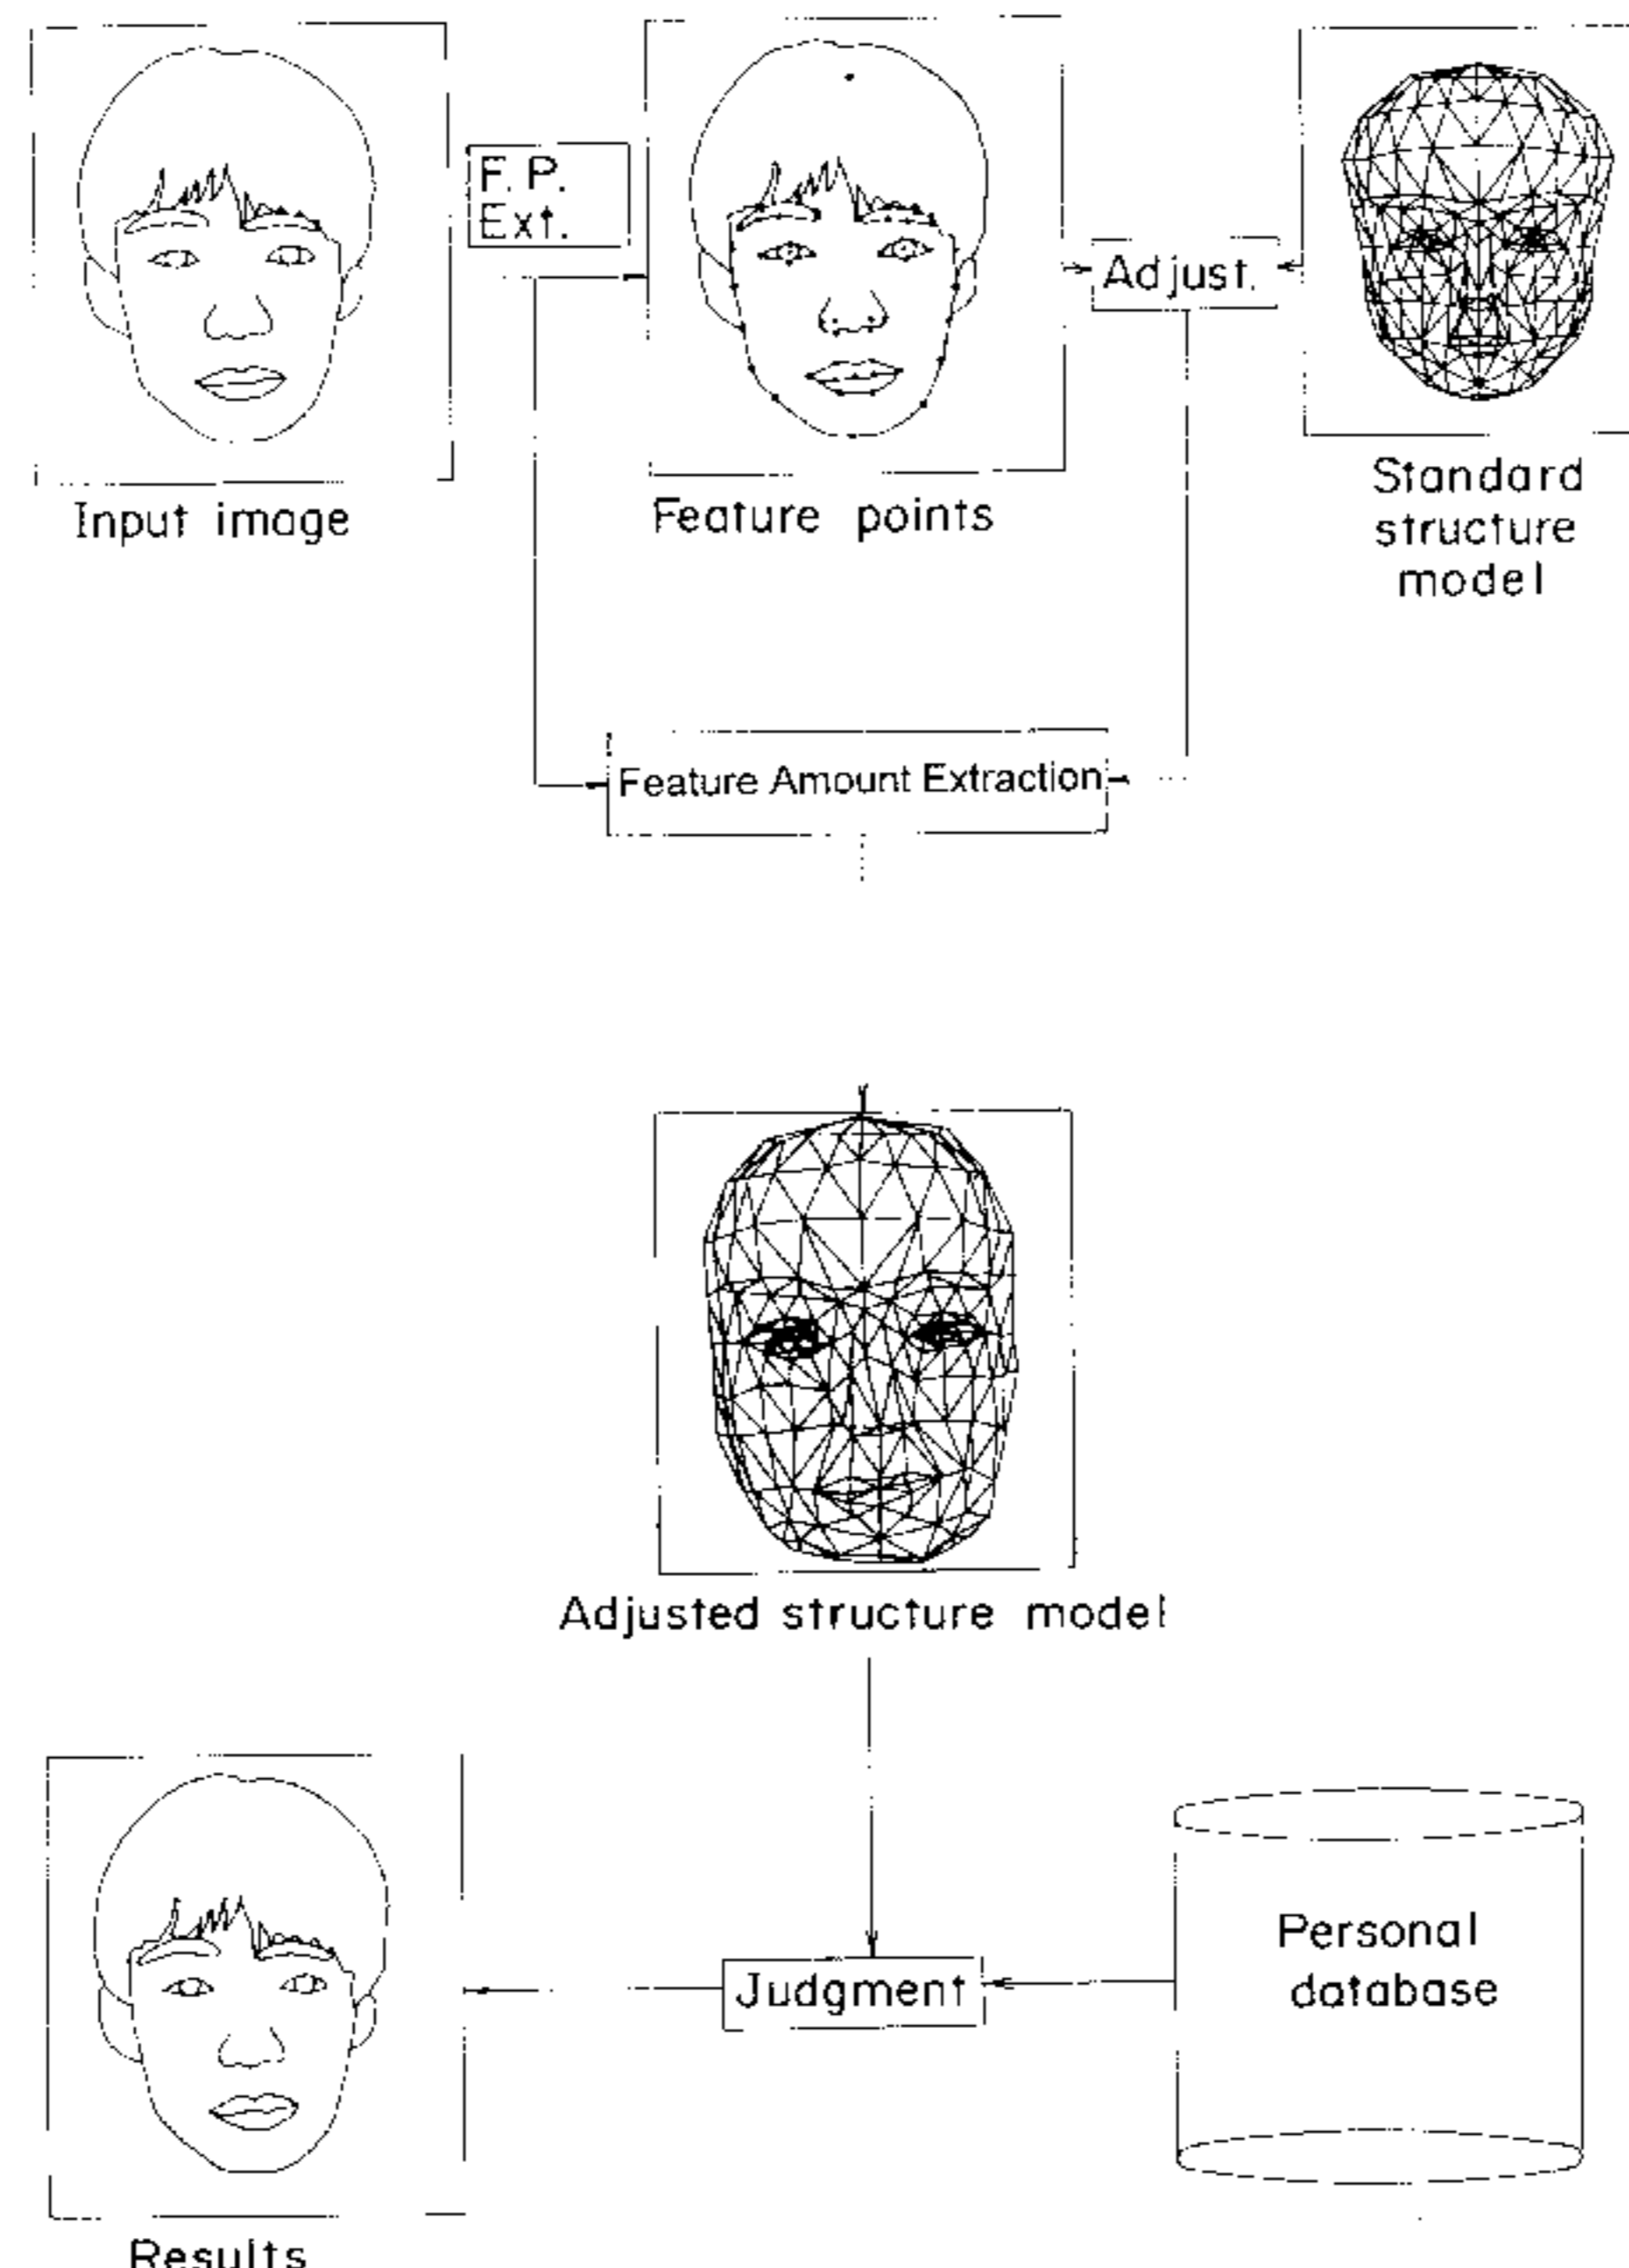 F. P.
Ext.
Adjust.
Input image
Feature points
Standard
structure
model
Feature Amount Extraction
Adjusted structure model
Judgment
Personal
database
Results